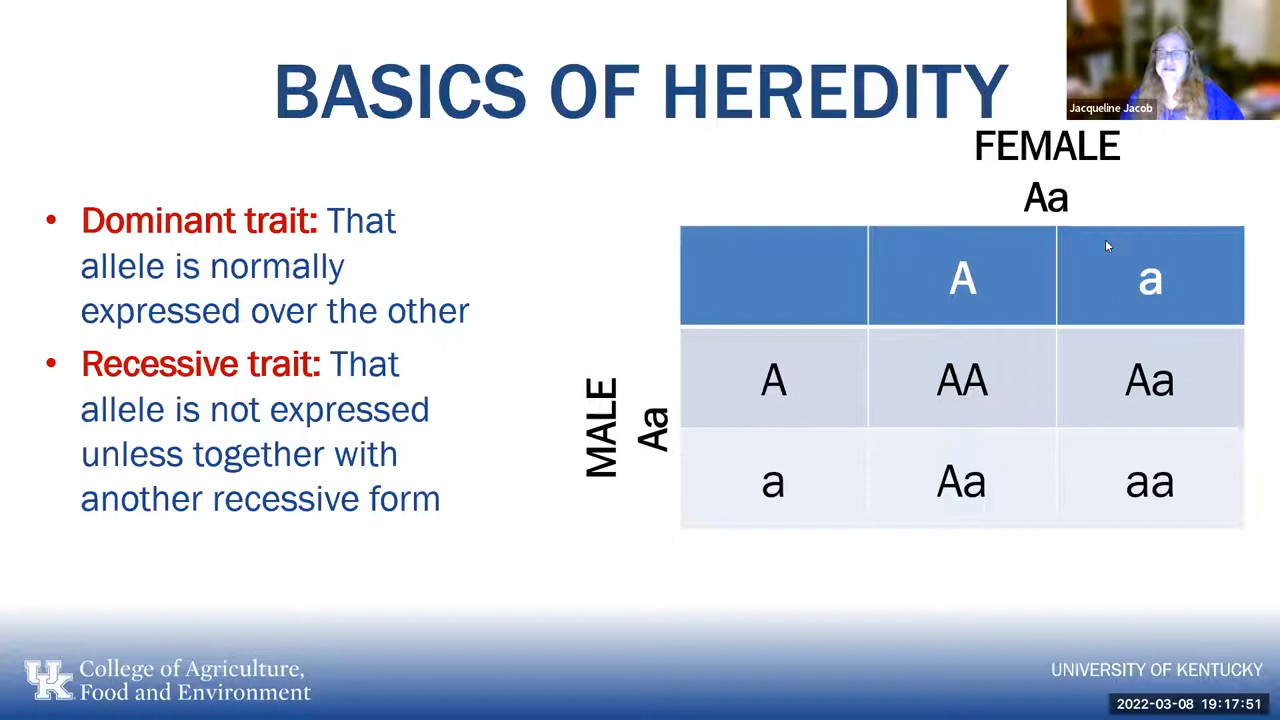 BASICS OF HEREDITY
Jacqueline Jacob
• Dominant trait: That
allele is normally
expressed over the other
• Recessive trait: That
allele is not expressed
unless together with
another recessive form
FEMALE
Aa
MALE
Aa
A a
A AA Aa
a Aa aa
UK College of Agriculture,
Food and Environment
UNIVERSITY OF KENTUCKY
2022-03-08 19:17:51